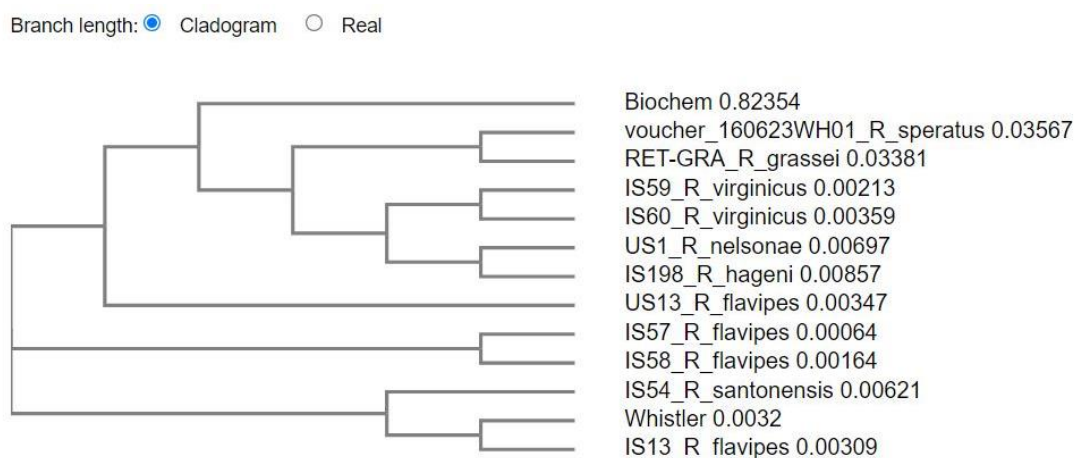 Branch length: Cladogram Real
Biochem 0.82354
voucher_160623WH01_R_speratus 0.03567
RET-GRA_R_grassei 0.03381
IS59_R_virginicus 0.00213
IS60_R_virginicus 0.00359
US1_R_nelsonae 0.00697
IS198_R_hageni 0.00857
US13_R_flavipes 0.00347
IS57_R_flavipes 0.00064
IS58_R_flavipes 0.00164
IS54_R_santonensis 0.00621
Whistler 0.0032
IS13_R_flavipes 0.00309